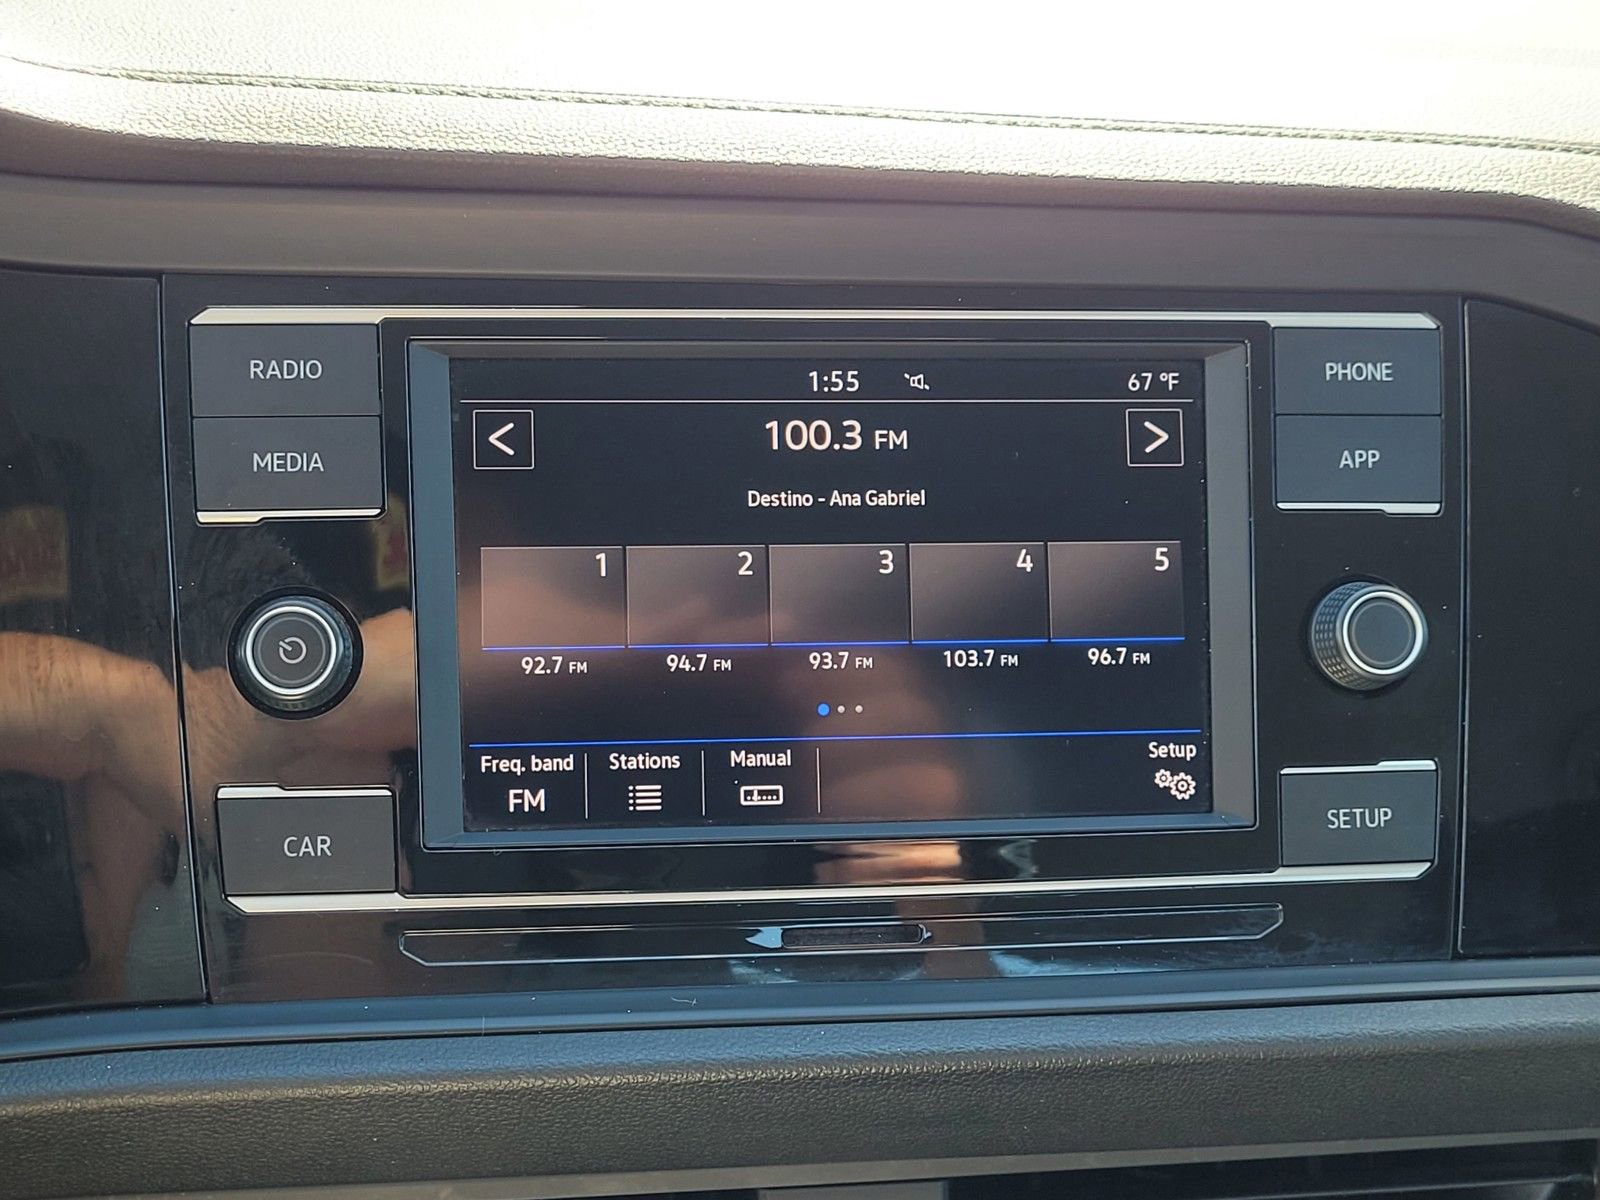 RADIO
MEDIA
CAR
1:55
67 °F
<
100.3 FM
>
Destino - Ana Gabriel
1 2 3 4 5
92.7 FM 94.7 FM 93.7 FM 103.7 FM 96.7 FM
Freq. band Stations Manual Setup
FM
PHONE
APP
SETUP